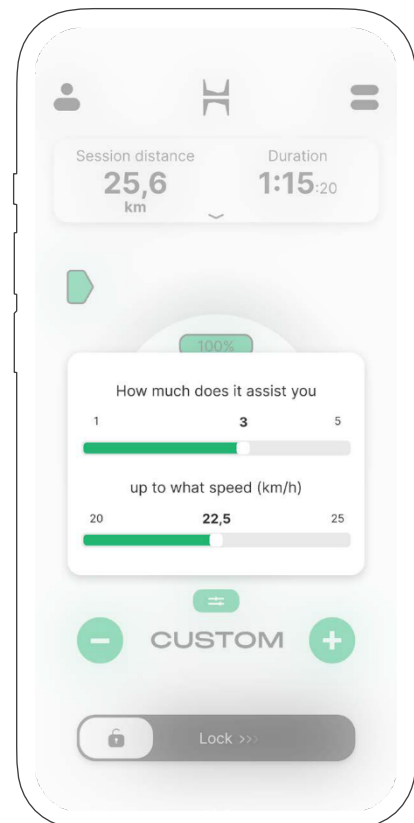 Session distance
Duration
25,6
1:15:20
km
100%
How much does it assist you
1 3 5
up to what speed (km/h)
20 22,5 25
CUSTOM
Lock >>>